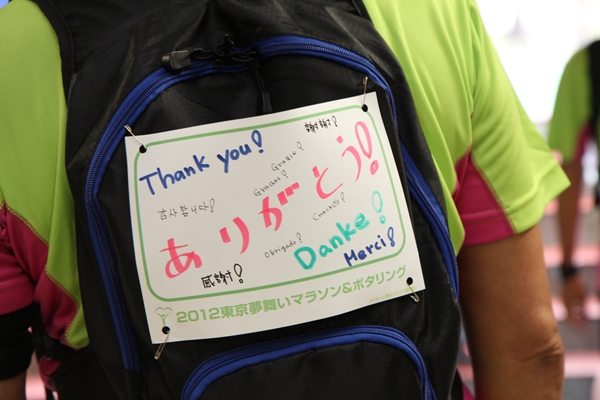 Thank you!
謝謝!
Grazie!
Gracias!
ありがとう!
감사합니다!
Obrigado!
Danke!
Merci!
感謝!
2012東京夢舞いマラソン&ポタリング